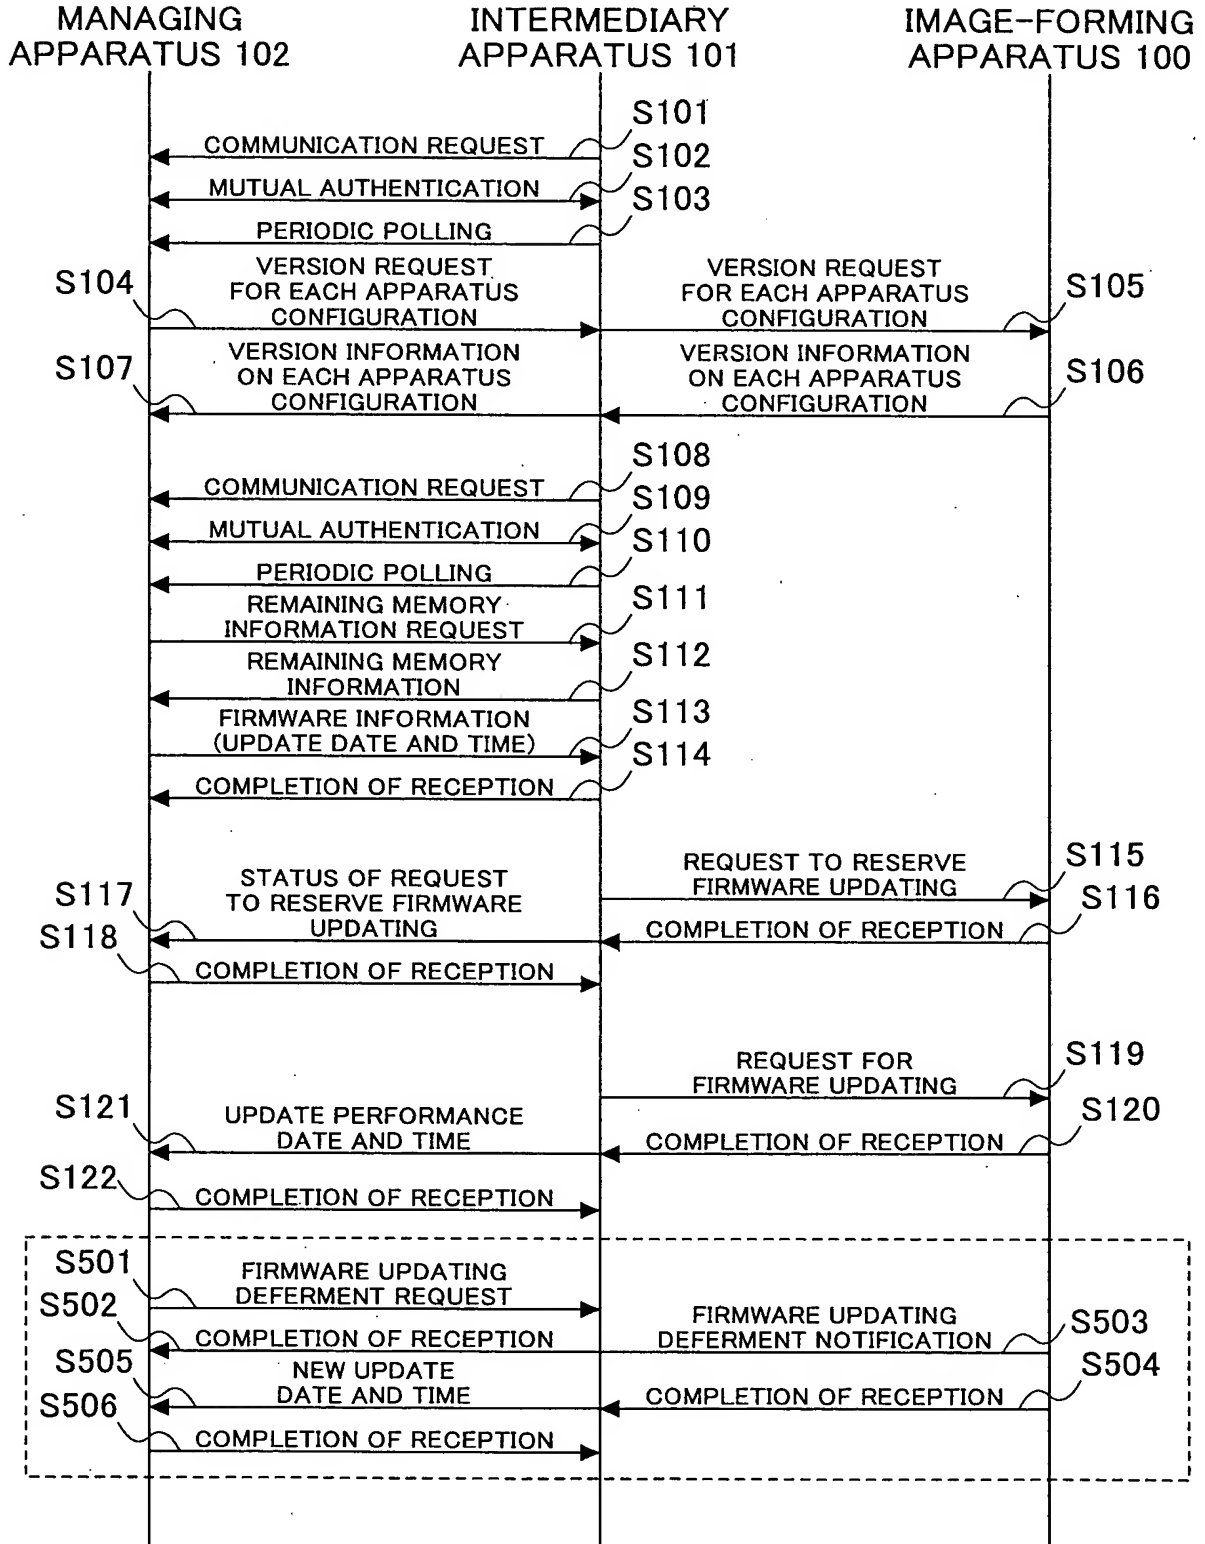 MANAGING
APPARATUS 102
INTERMEDIARY
APPARATUS 101
IMAGE-FORMING
APPARATUS 100
S101
COMMUNICATION REQUEST
S102
MUTUAL AUTHENTICATION
S103
PERIODIC POLLING
S104
VERSION REQUEST
FOR EACH APPARATUS
CONFIGURATION
VERSION REQUEST
FOR EACH APPARATUS
CONFIGURATION
S105
S107
VERSION INFORMATION
ON EACH APPARATUS
CONFIGURATION
VERSION INFORMATION
ON EACH APPARATUS
CONFIGURATION
S106
S108
COMMUNICATION REQUEST
S109
MUTUAL AUTHENTICATION
S110
PERIODIC POLLING
S111
REMAINING MEMORY
INFORMATION REQUEST
S112
REMAINING MEMORY
INFORMATION
S113
FIRMWARE INFORMATION
(UPDATE DATE AND TIME)
S114
COMPLETION OF RECEPTION
REQUEST TO RESERVE
FIRMWARE UPDATING
S115
S117
STATUS OF REQUEST
TO RESERVE FIRMWARE
UPDATING
COMPLETION OF RECEPTION
S116
S118
COMPLETION OF RECEPTION
REQUEST FOR
FIRMWARE UPDATING
S119
S121
UPDATE PERFORMANCE
DATE AND TIME
COMPLETION OF RECEPTION
S120
S122
COMPLETION OF RECEPTION
S501
FIRMWARE UPDATING
DEFERMENT REQUEST
S502
COMPLETION OF RECEPTION
FIRMWARE UPDATING
DEFERMENT NOTIFICATION
S503
S505
NEW UPDATE
DATE AND TIME
COMPLETION OF RECEPTION
S504
S506
COMPLETION OF RECEPTION